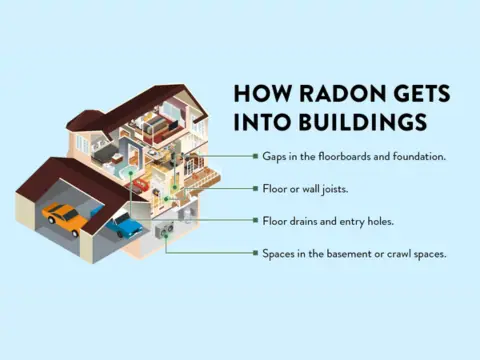 HOW RADON GETS
INTO BUILDINGS
Gaps in the floorboards and foundation.
Floor or wall joists.
Floor drains and entry holes.
Spaces in the basement or crawl spaces.